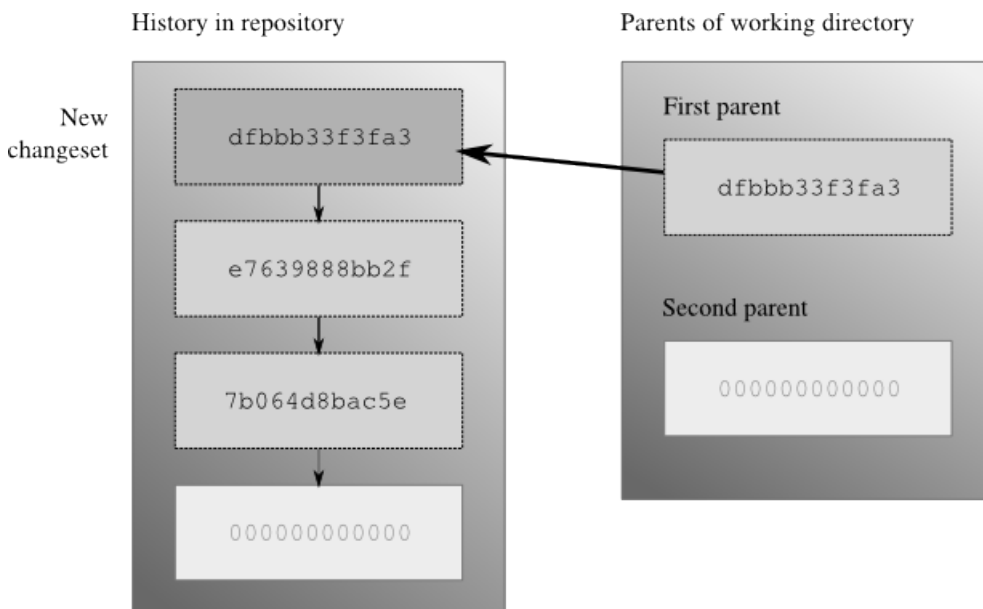 History in repository
New
changeset
dfbbb33f3fa3
e7639888bb2f
7b064d8bac5e
000000000000
Parents of working directory
First parent
dfbbb33f3fa3
Second parent
000000000000